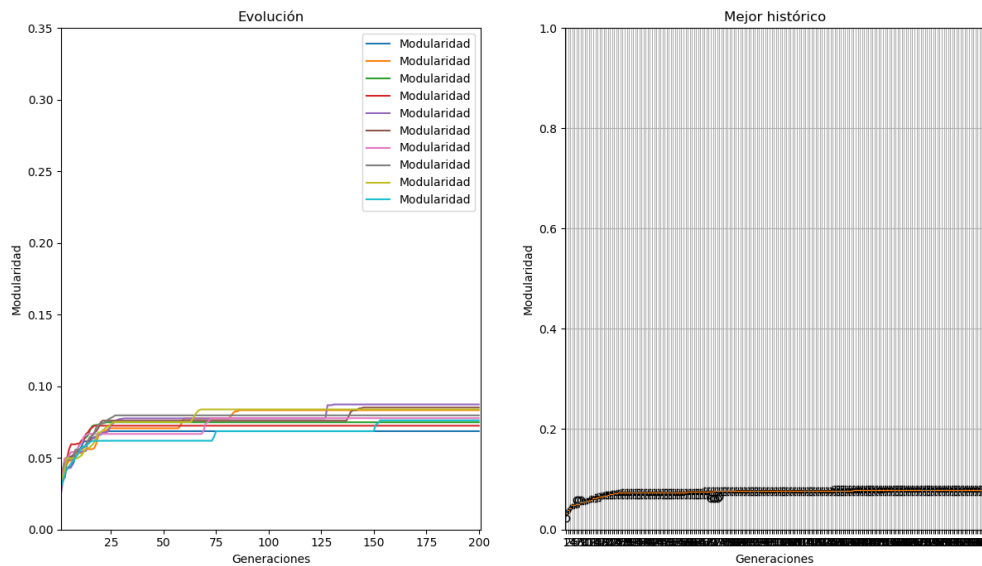 Evolución
0.35
0.30
0.25
0.20
0.15
0.10
0.05
0.00
Modularidad
Modularidad
Modularidad
Modularidad
Modularidad
Modularidad
Modularidad
Modularidad
Modularidad
Modularidad
Modularidad
25
50
75
100
125
150
175
200
Generaciones
Mejor histórico
1.0
0.8
0.6
0.4
0.2
0.0
Modularidad
Generaciones